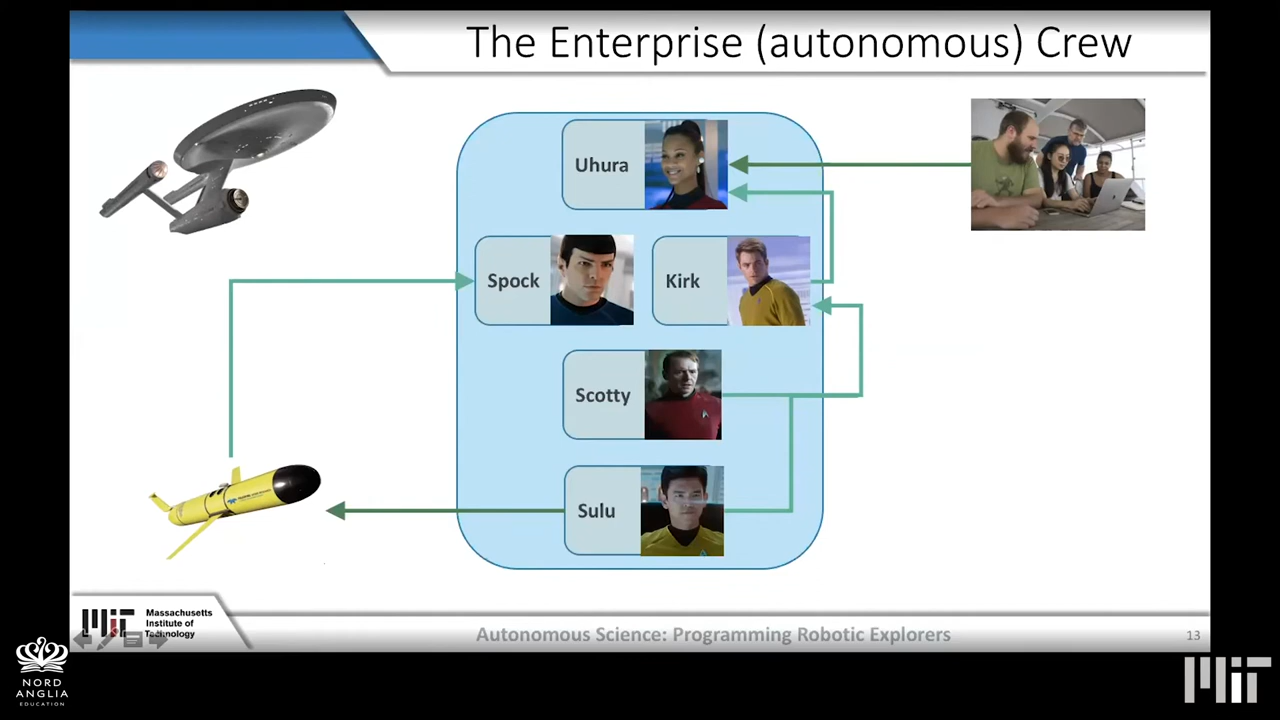 The Enterprise (autonomous) Crew
Uhura
Spock
Kirk
Scotty
Sulu
Massachusetts
Institute of
Technology
Autonomous Science: Programming Robotic Explorers
13
NORD
ANGLIA
EDUCATION
MIT